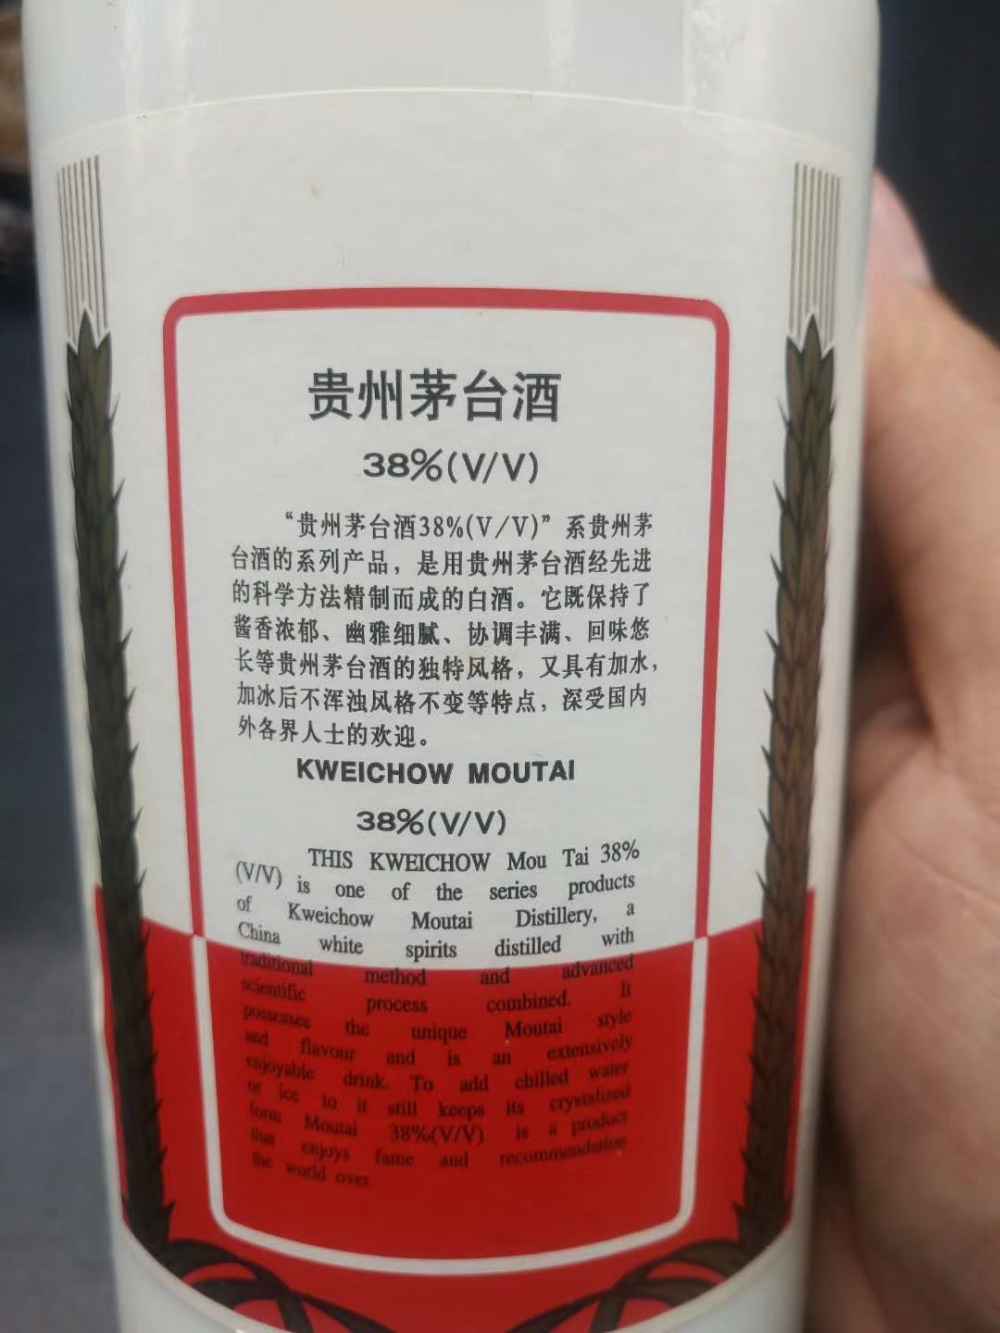 贵州茅台酒
38%(V/V)
“贵州茅台酒38%(V/V)”系贵州茅
台酒的系列产品，是用贵州茅台酒经先进
的科学方法精制而成的白酒。它既保持了
酱香浓郁、幽雅细腻、协调丰满、回味悠
长等贵州茅台酒的独特风格，又具有加水，
加冰后不浑浊风格不变等特点，深受国内
外各界人士的欢迎。
KWEICHOW MOUTAI
38%(V/V)
THIS KWEICHOW Mou Tai 38%
(V/V) is one of the series products
of Kweichow Moutai Distillery, a
China white spirits distilled with
traditional method and advanced
scientific process combined. It
possesses the unique Moutai style
and flavour and is an extensively
enjoyable drink. To add chilled water
or ice to it still keeps its crystalized
form Moutai 38%(V/V) is a product
that enjoys fame and recommendation
the world over.